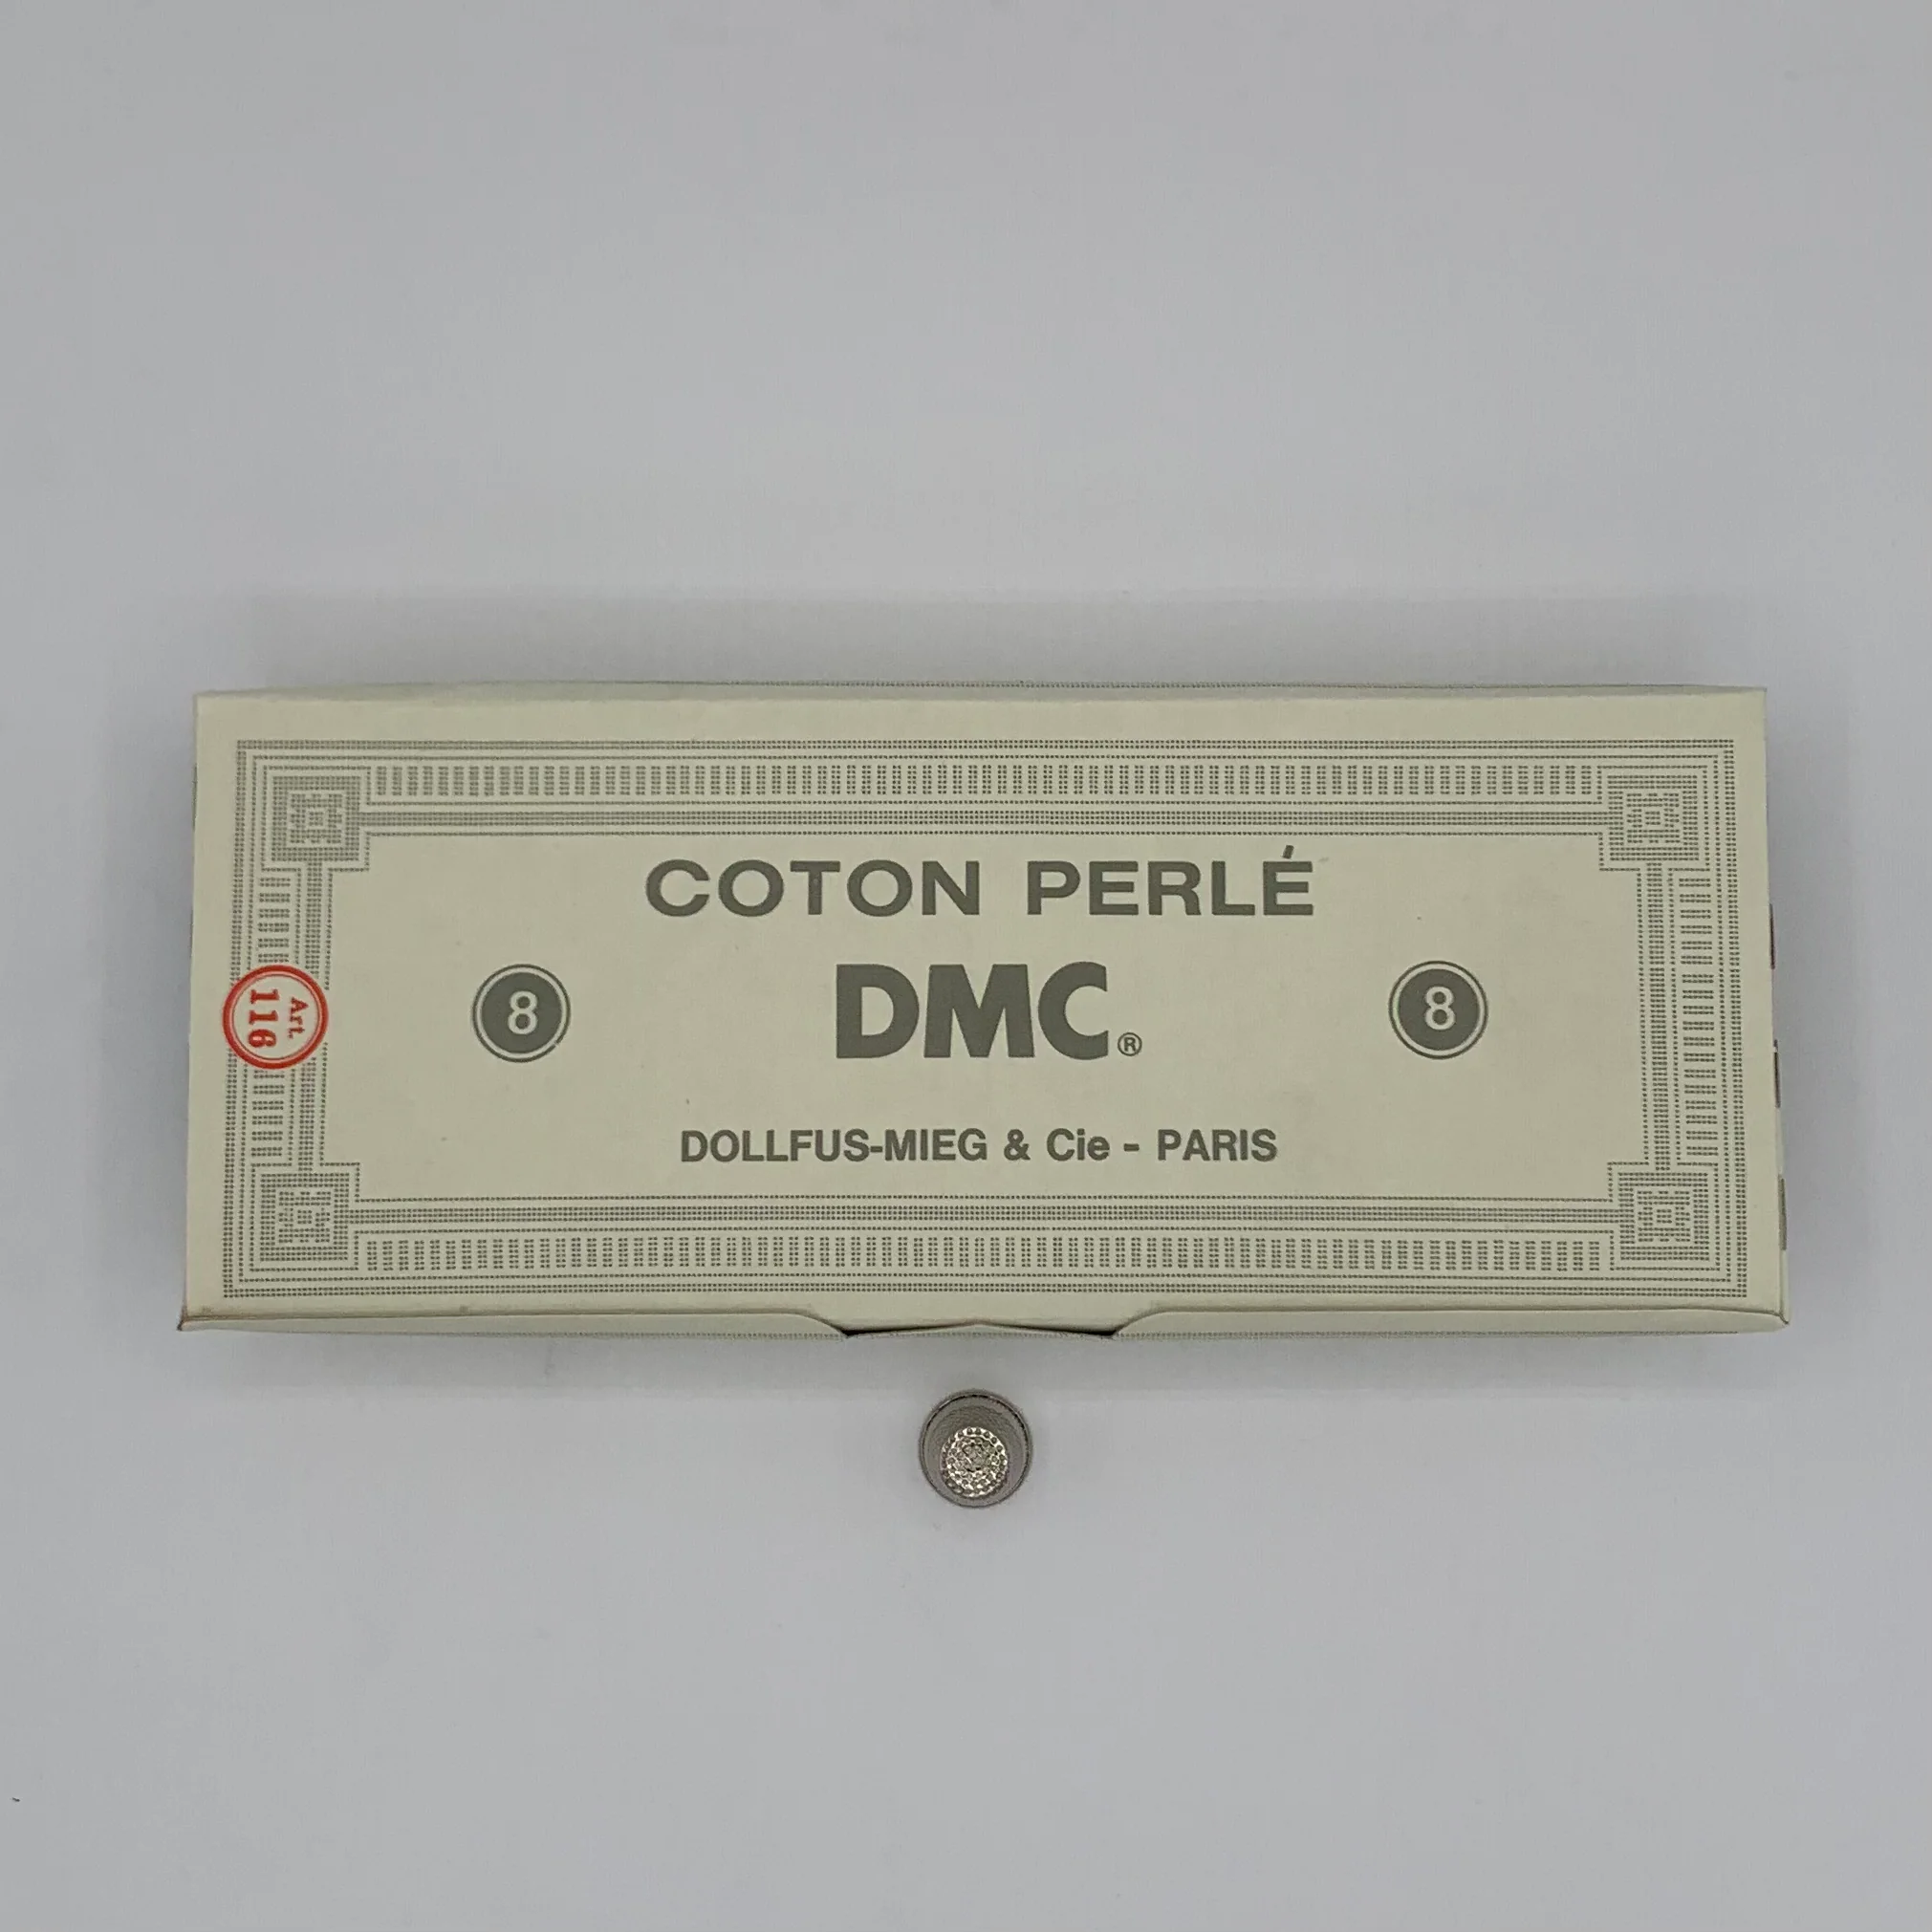 COTON PERLÉ
Art.
116
8
DMC®
8
DOLLFUS-MIEG & Cie - PARIS